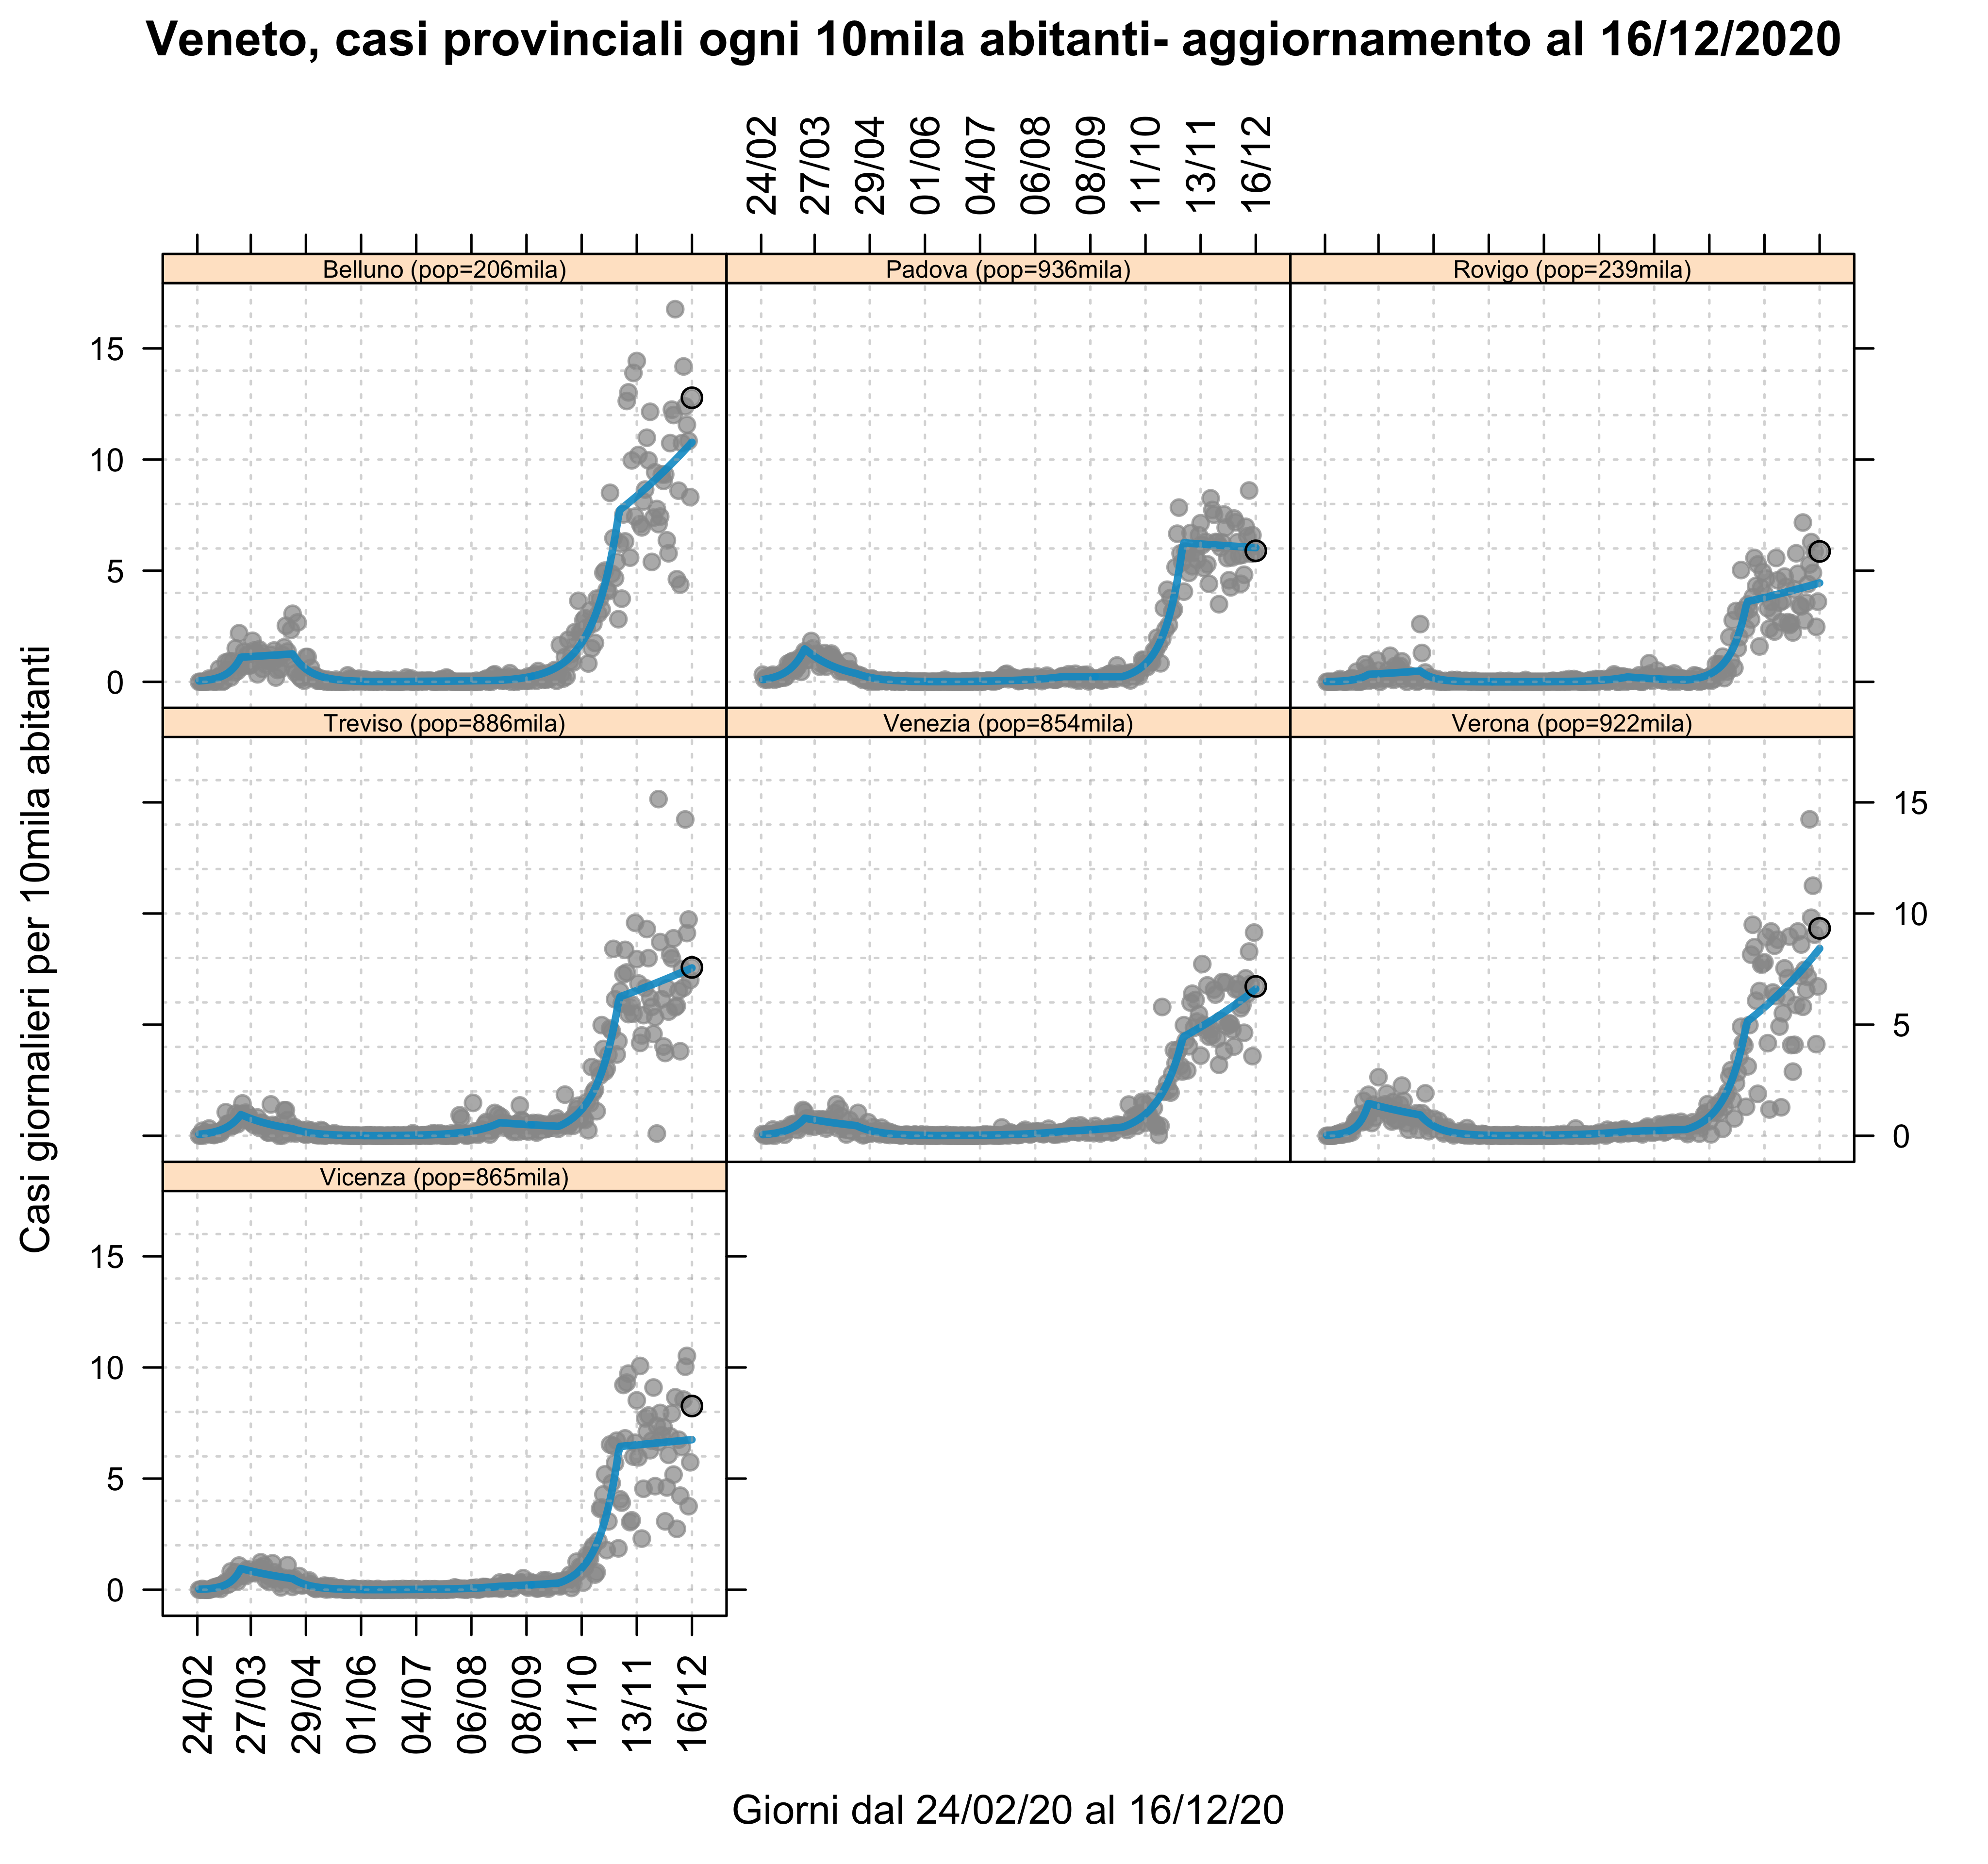 Veneto, casi provinciali ogni 10mila abitanti- aggiornamento al 16/12/2020
24/02 27/03 29/04 01/06 04/07 06/08 08/09 11/10 13/11 16/12
Belluno (pop=206mila)
Padova (pop=936mila)
Rovigo (pop=239mila)
15
10
5
0
Treviso (pop=886mila)
Venezia (pop=854mila)
Verona (pop=922mila)
15
10
5
0
Casi giornalieri per 10mila abitanti
Vicenza (pop=865mila)
15
10
5
0
24/02 27/03 29/04 01/06 04/07 06/08 08/09 11/10 13/11 16/12
Giorni dal 24/02/20 al 16/12/20